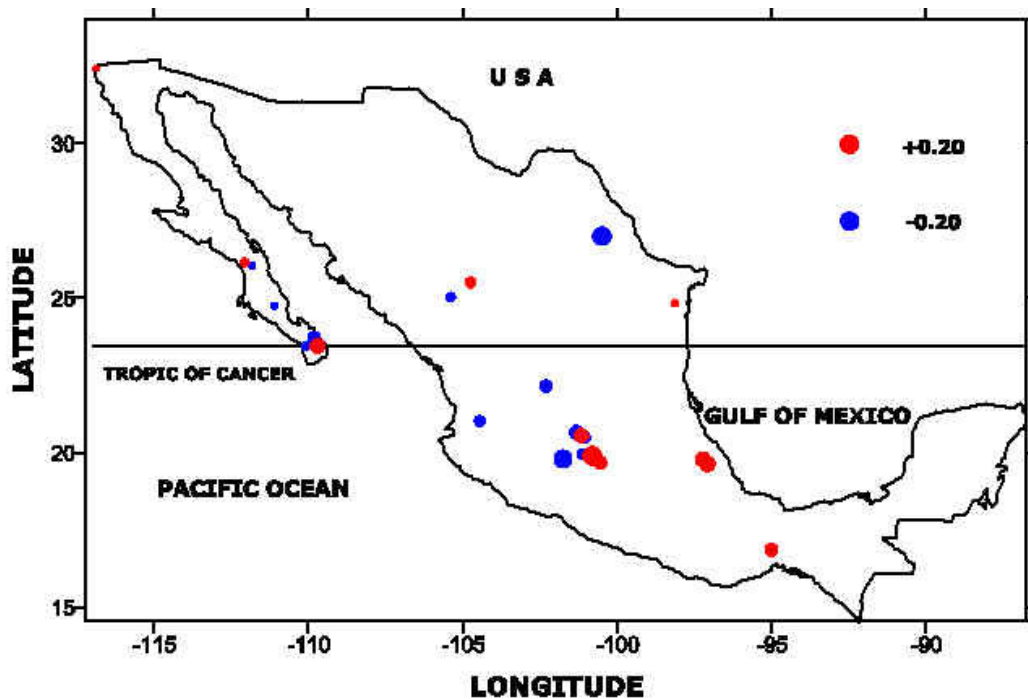 U S A
30
+0.20
-0.20
25
LATITUDE
TROPIC OF CANCER
GULF OF MEXICO
20
PACIFIC OCEAN
15
-115 -110 -105 -100 -95 -90
LONGITUDE